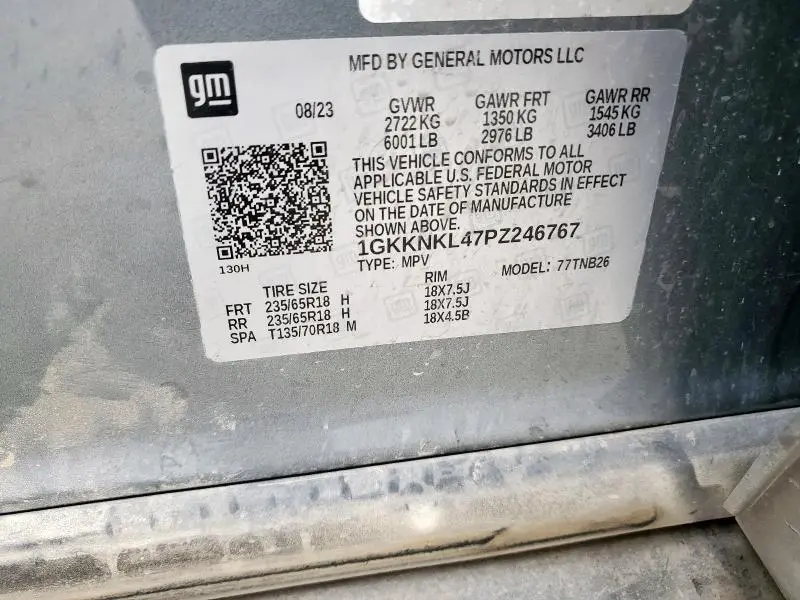 gm
MFD BY GENERAL MOTORS LLC
08/23
GVWR GAWR FRT GAWR RR
2722 KG 1350 KG 1545 KG
6001 LB 2976 LB 3406 LB
THIS VEHICLE CONFORMS TO ALL
APPLICABLE U.S. FEDERAL MOTOR
VEHICLE SAFETY STANDARDS IN EFFECT
ON THE DATE OF MANUFACTURE
SHOWN ABOVE.
1GKKNKL47PZ246767
130H
TYPE: MPV MODEL: 77TNB26
TIRE SIZE RIM
FRT 235/65R18 H 18X7.5J
RR 235/65R18 H 18X7.5J
SPA T135/70R18 M 18X4.5B